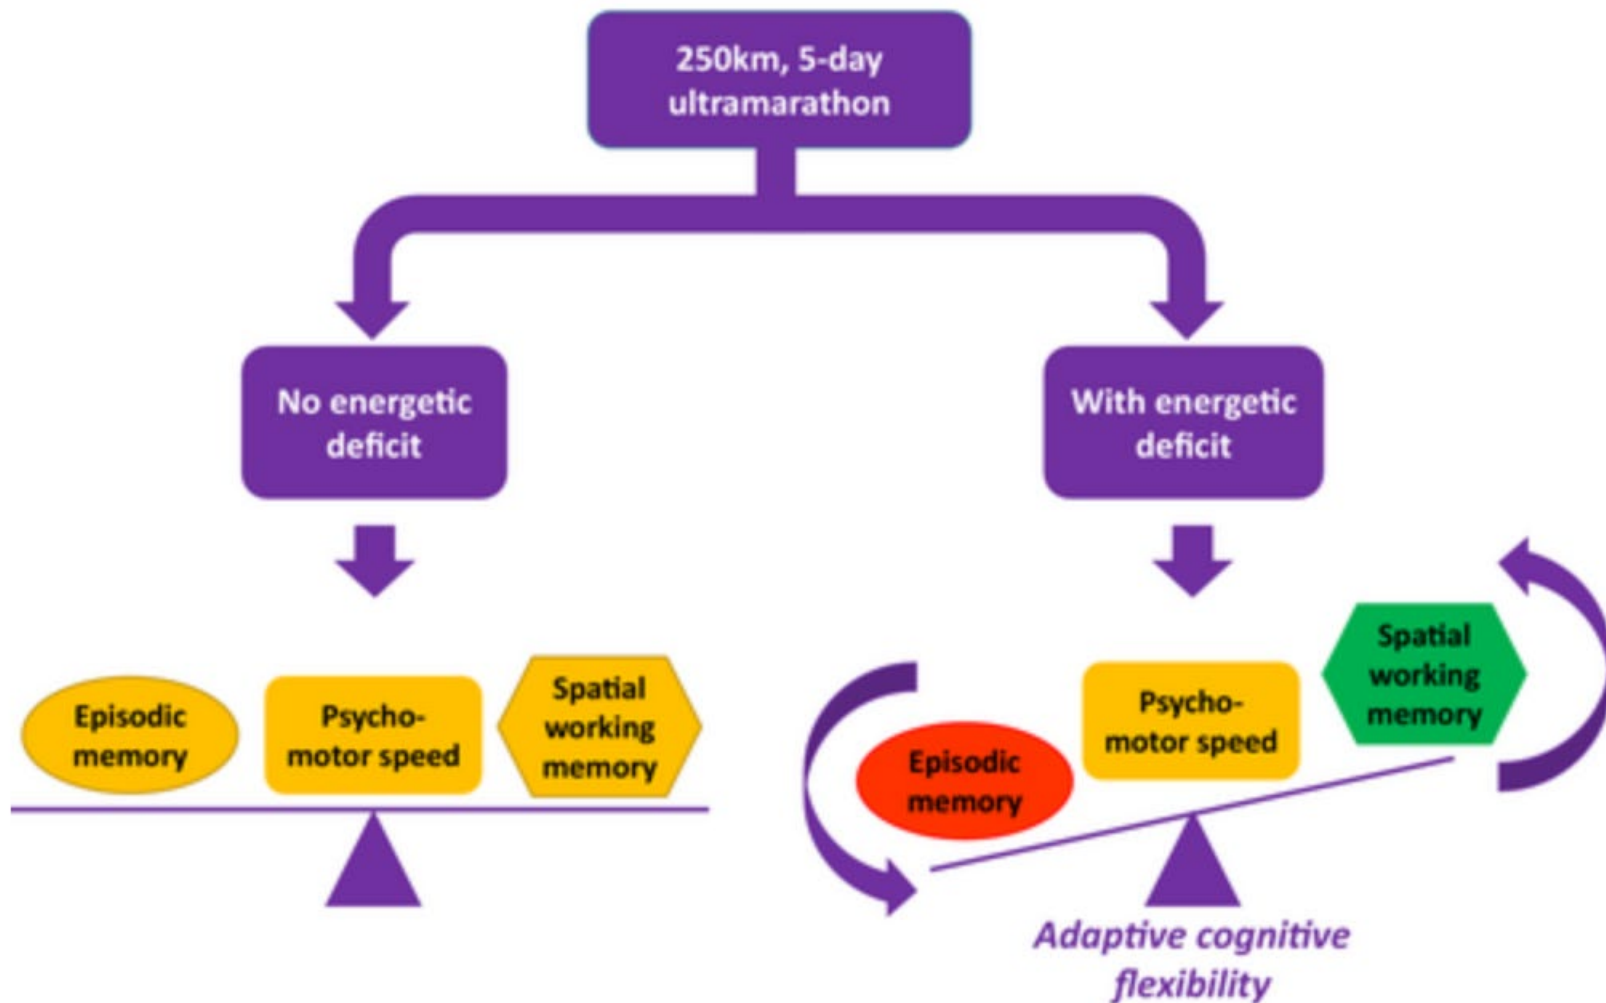 250km, 5-day
ultramarathon
No energetic
deficit
With energetic
deficit
Episodic
memory
Psycho-
motor speed
Spatial
working
memory
Episodic
memory
Psycho-
motor speed
Spatial
working
memory
Adaptive cognitive
flexibility